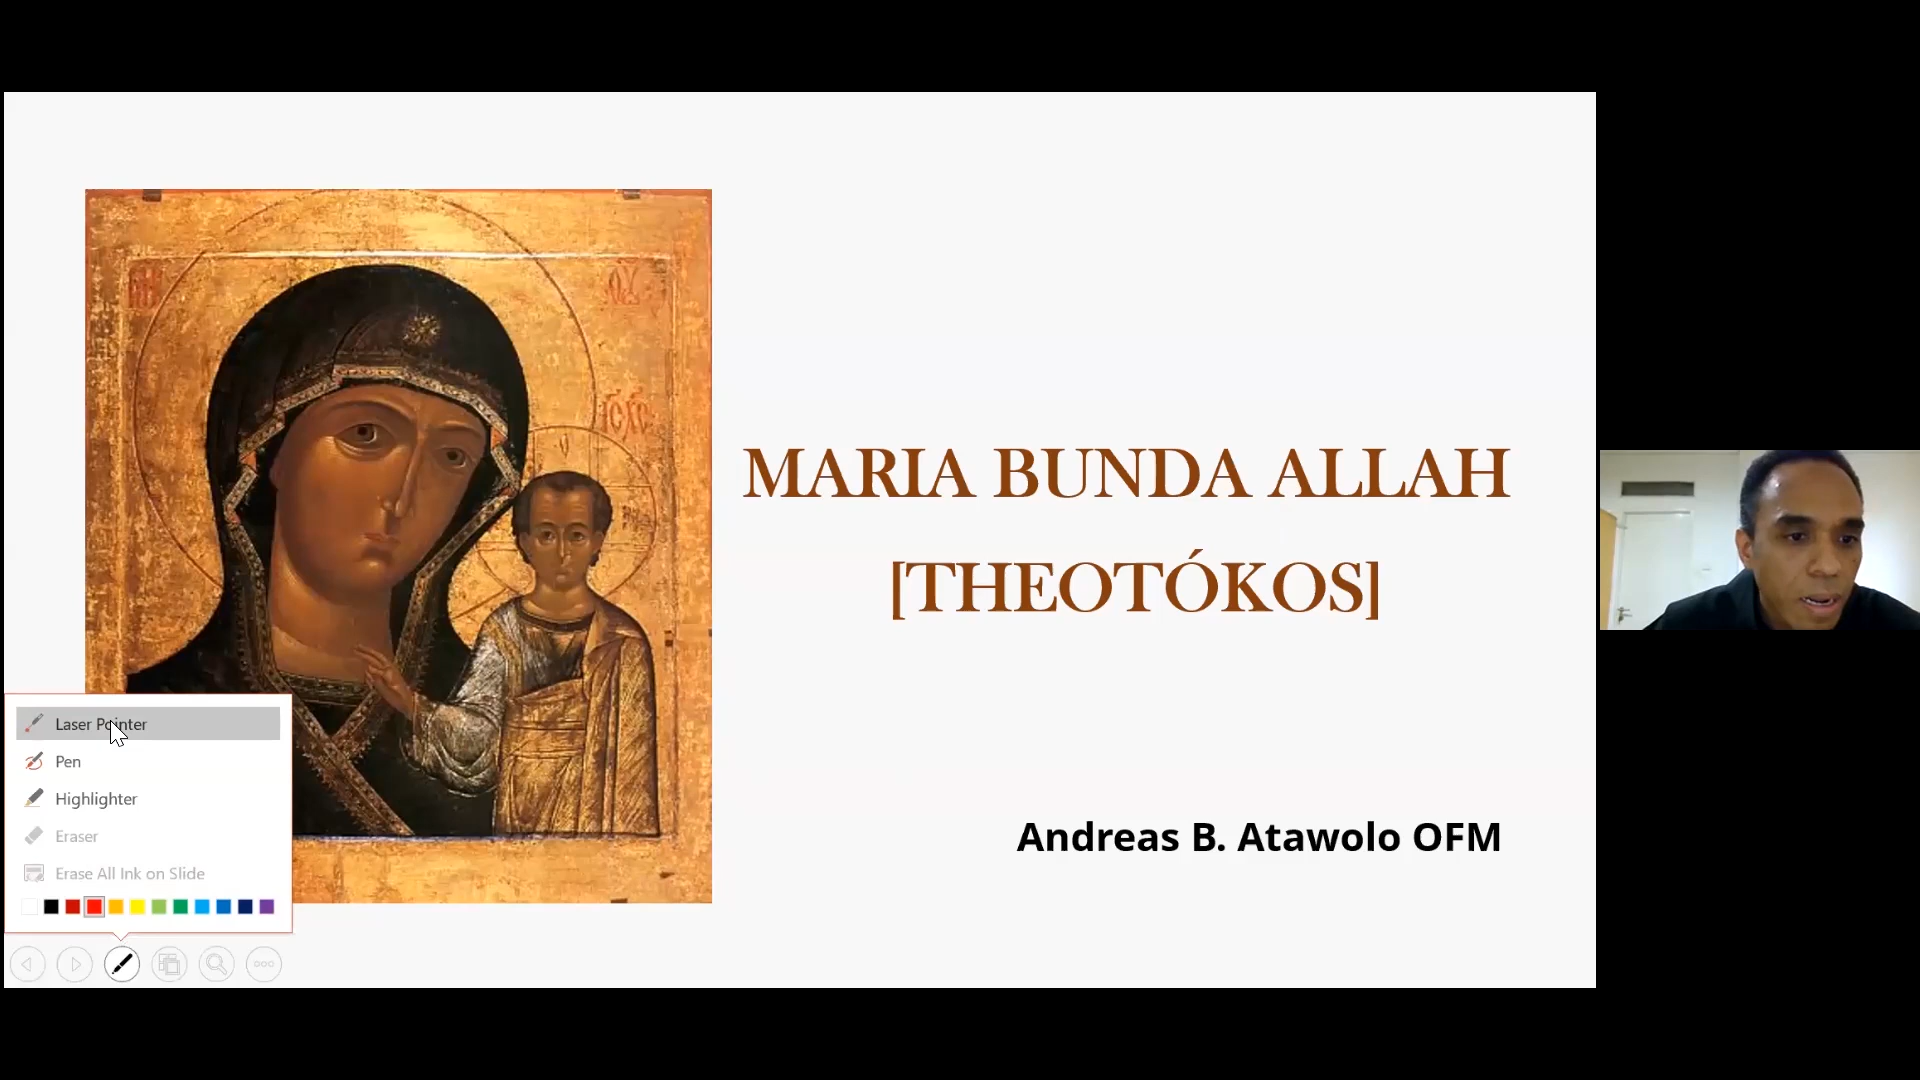 MARIA BUNDA ALLAH
[THEOTÓKOS]
Andreas B. Atawolo OFM
Laser Pointer
Pen
Highlighter
Eraser
Erase All Ink on Slide